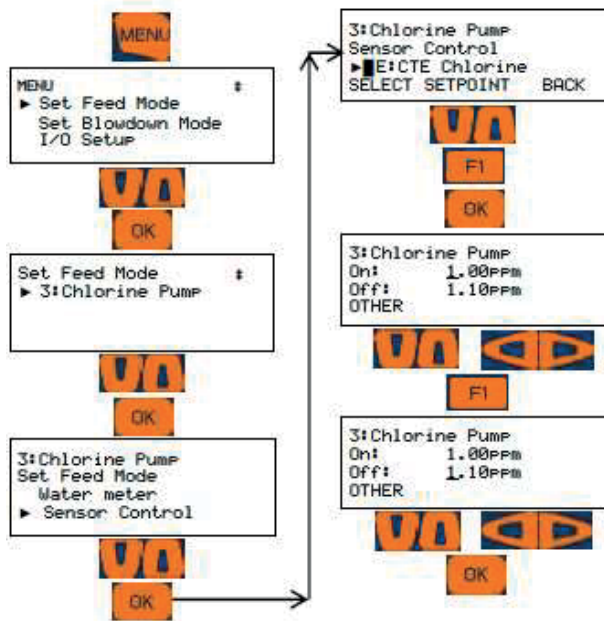 MENU
MENU
Set Feed Mode
Set Blowdown Mode
I/O Setup
OK
Set Feed Mode
3:Chlorine Pump
OK
3:Chlorine Pump
Set Feed Mode
Water meter
Sensor Control
OK
3:Chlorine Pump
Sensor Control
E:CTE Chlorine
SELECT SETPOINT BACK
F1
OK
3:Chlorine Pump
On: 1.00ppm
Off: 1.10ppm
OTHER
F1
3:Chlorine Pump
On: 1.00ppm
Off: 1.10ppm
OTHER
OK